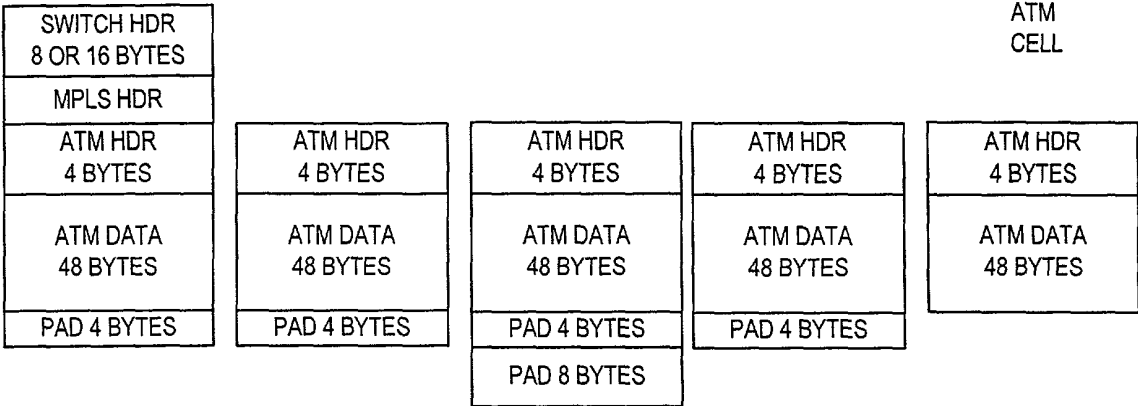 ATM
CELL
SWITCH HDR
8 OR 16 BYTES
MPLS HDR
ATM HDR
4 BYTES
ATM DATA
48 BYTES
PAD 4 BYTES
ATM HDR
4 BYTES
ATM DATA
48 BYTES
PAD 4 BYTES
ATM HDR
4 BYTES
ATM DATA
48 BYTES
PAD 4 BYTES
PAD 8 BYTES
ATM HDR
4 BYTES
ATM DATA
48 BYTES
PAD 4 BYTES
ATM HDR
4 BYTES
ATM DATA
48 BYTES